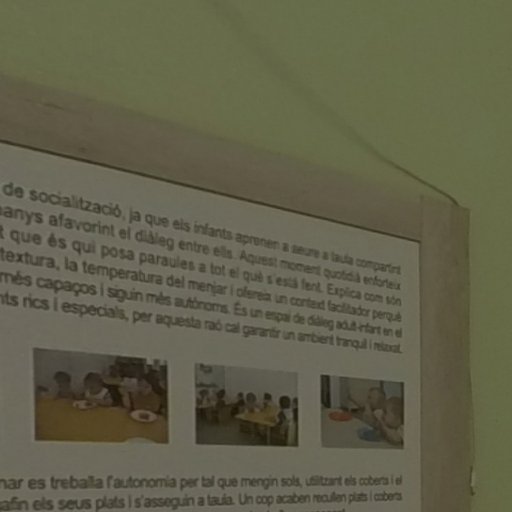 de socialització, ja que els infants aprenen a seure a taula compartint
afavorint el diàleg entre ells. Aquest moment quotidià enforteix
que és qui posa paraules a tot el què s'està fent. Explica com són
textura, la temperatura del menjar i ofereix un context facilitador perquè
més capaços i siguin més autònoms. És un espai de diàleg adult-infant en el
rics i especials, per aquesta raó cal garantir un ambient tranquil i relaxat.
nar es treballa l'autonomia per tal que mengin sols, utilitzant els coberts i el
afin els seus plats i s'asseguin a taula. Un cop acaben recullen plats i coberts